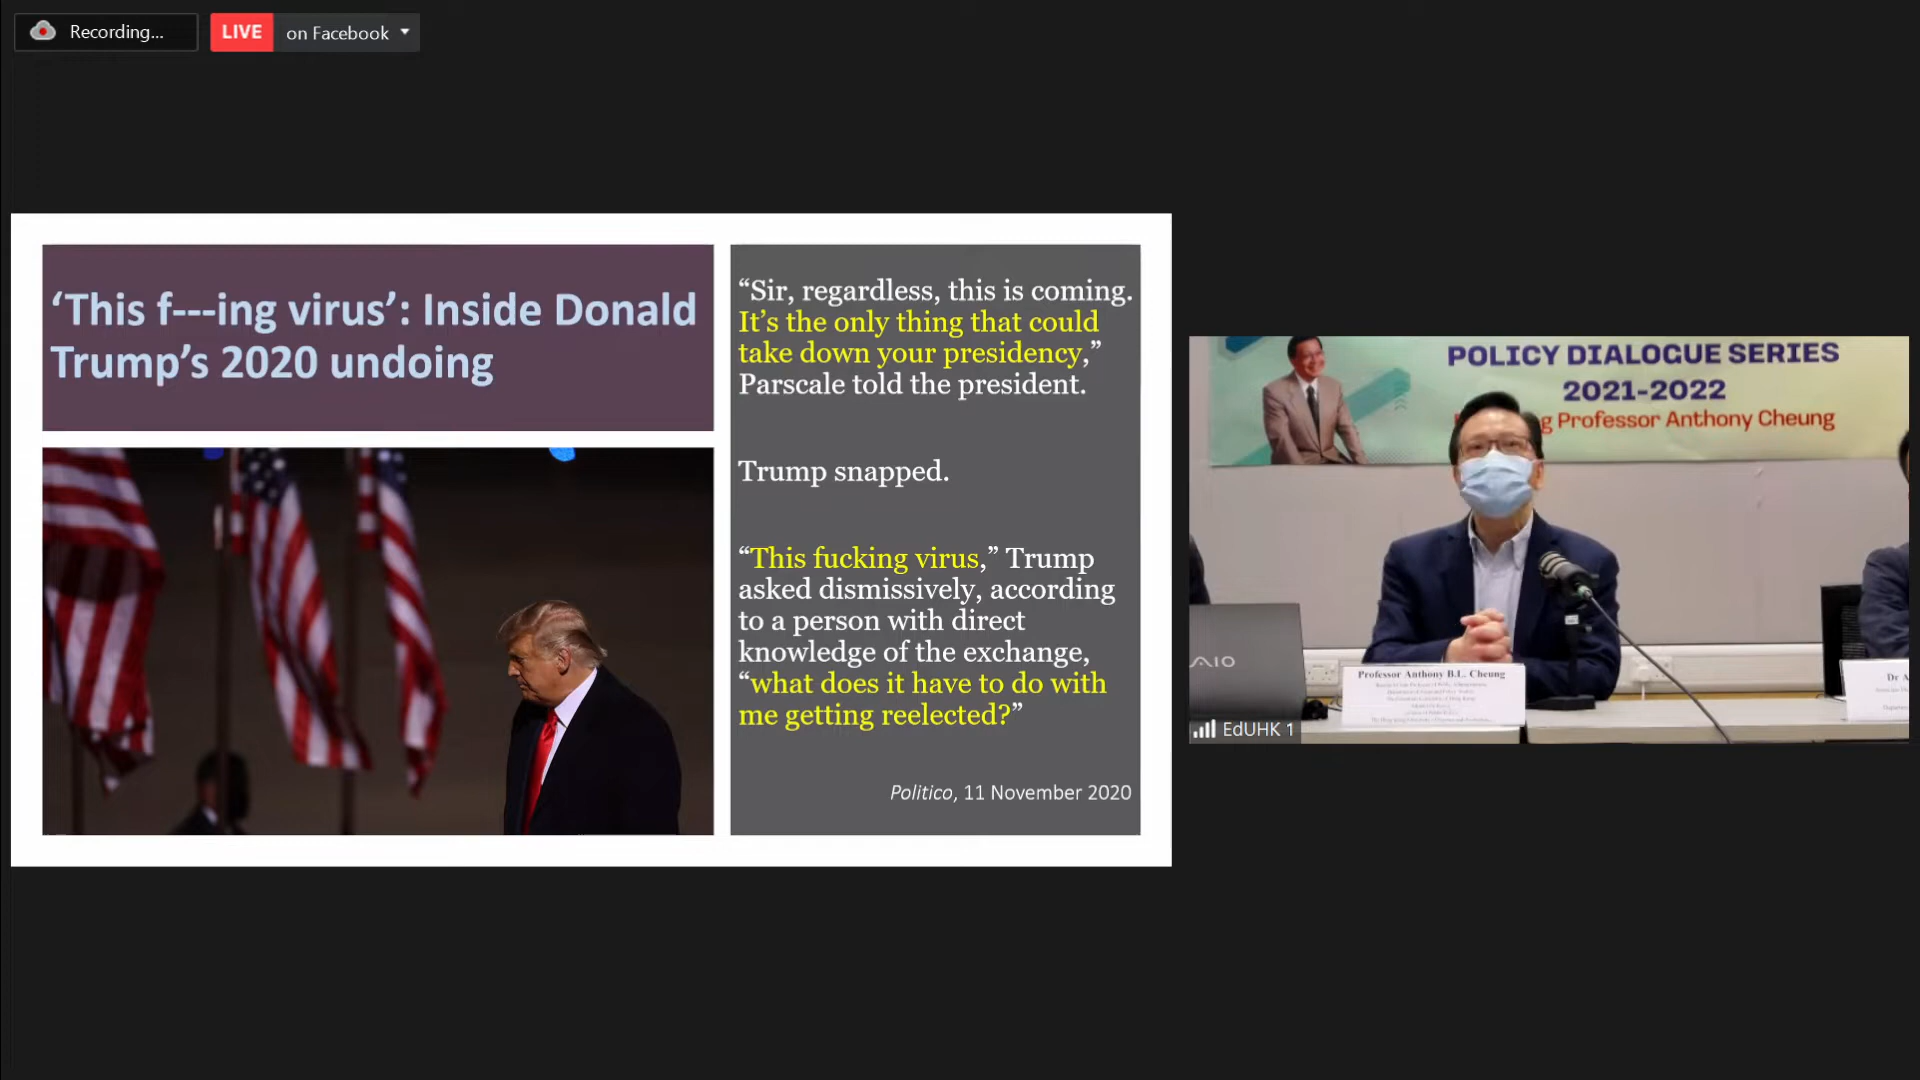 Recording...
LIVE on Facebook
‘This f---ing virus’: Inside Donald
Trump’s 2020 undoing
“Sir, regardless, this is coming.
It’s the only thing that could
take down your presidency,”
Parscale told the president.
Trump snapped.
“This fucking virus,” Trump
asked dismissively, according
to a person with direct
knowledge of the exchange,
“what does it have to do with
me getting reelected?”
Politico, 11 November 2020
POLICY DIALOGUE SERIES
2021-2022
Professor Anthony Cheung
AIO
Professor Anthony B.L. Cheung
Dr
EdUHK 1